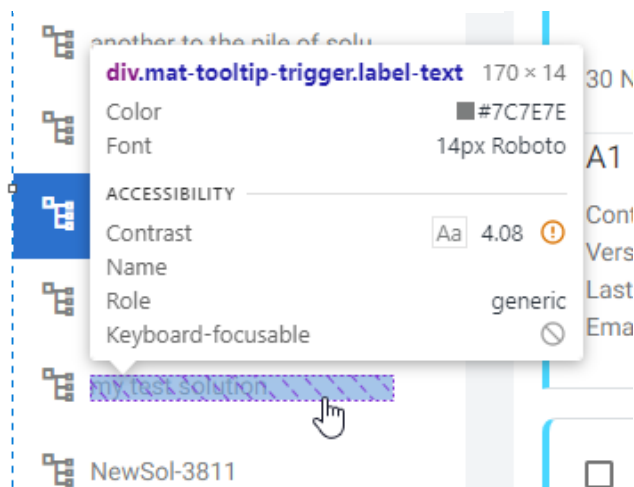 another to the pile of solu
div.mat-tooltip-trigger.label-text 170 × 14
Color #7C7E7E
Font 14px Roboto
ACCESSIBILITY
Contrast Aa 4.08
Name
Role generic
Keyboard-focusable
my test solution
NewSol-3811
30 N
A1
Cont
Vers
Last
Ema